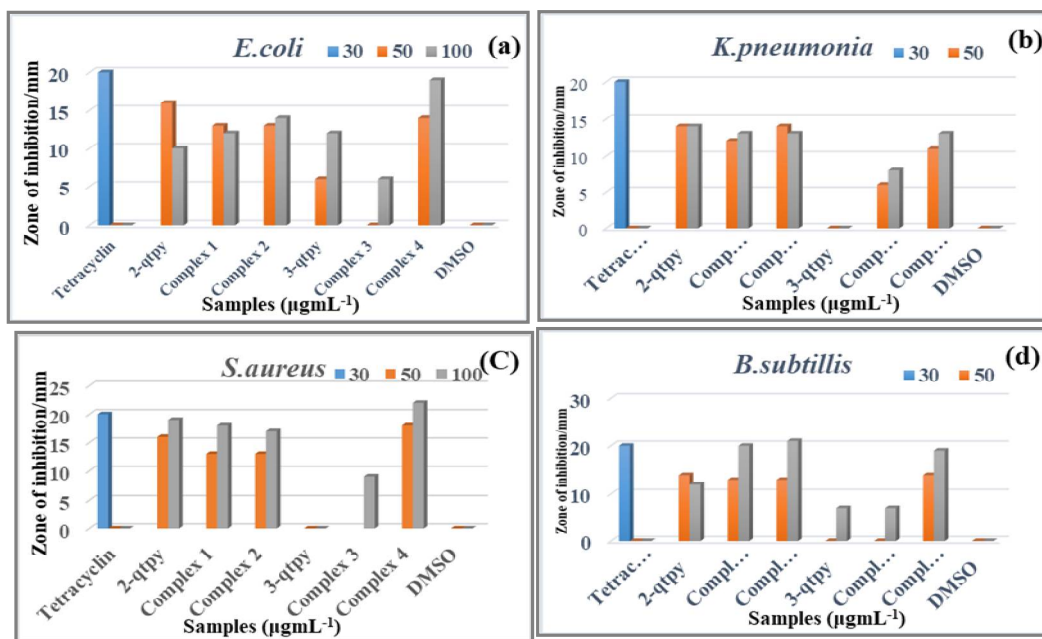 E.coli
30 50 100
(a)
Zone of inhibition/mm
20
15
10
5
0
Tetracyclin
2-qtpy
Complex 1
Complex 2
3-qtpy
Complex 3
Complex 4
DMSO
Samples (µgmL⁻¹)
K.pneumonia
30 50
(b)
Zone of inhibition/mm
20
15
10
5
0
Tetrac…
2-qtpy
Comp…
Comp…
3-qtpy
Comp…
Comp…
DMSO
Samples (µgmL⁻¹)
S.aureus
30 50 100
(C)
Zone of inhibition/mm
25
20
15
10
5
0
Tetracyclin
2-qtpy
Complex 1
Complex 2
3-qtpy
Complex 3
Complex 4
DMSO
Samples (µgmL⁻¹)
B.subtillis
30 50
(d)
Zone of inhibition/mm
30
20
10
0
Tetrac…
2-qtpy
Compl…
Compl…
3-qtpy
Compl…
Compl…
DMSO
Samples (µgmL⁻¹)